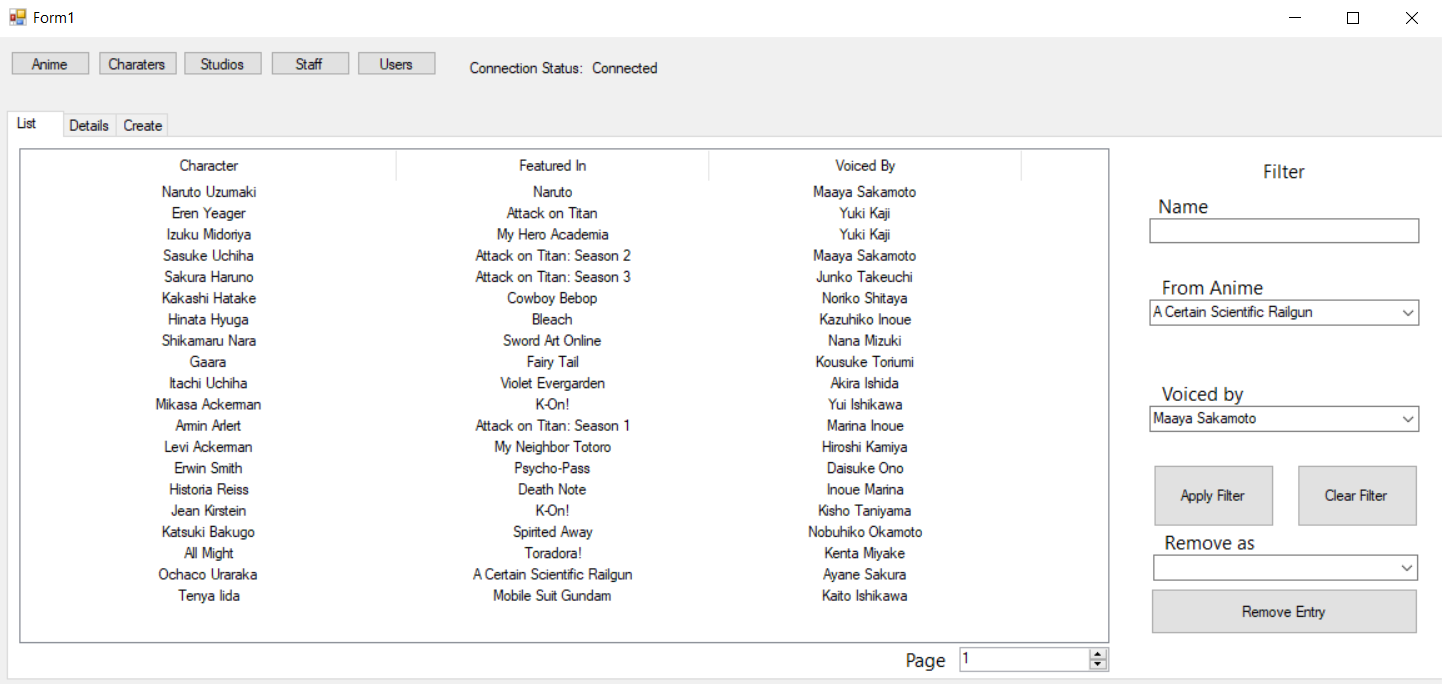 Form1
Anime Charaters Studios Staff Users Connection Status: Connected
List Details Create
Character Featured In Voiced By
Naruto Uzumaki Naruto Maaya Sakamoto
Eren Yeager Attack on Titan Yuki Kaji
Izuku Midoriya My Hero Academia Yuki Kaji
Sasuke Uchiha Attack on Titan: Season 2 Maaya Sakamoto
Sakura Haruno Attack on Titan: Season 3 Junko Takeuchi
Kakashi Hatake Cowboy Bebop Noriko Shitaya
Hinata Hyuga Bleach Kazuhiko Inoue
Shikamaru Nara Sword Art Online Nana Mizuki
Gaara Fairy Tail Kousuke Toriumi
Itachi Uchiha Violet Evergarden Akira Ishida
Mikasa Ackerman K-On! Yui Ishikawa
Armin Arlert Attack on Titan: Season 1 Marina Inoue
Levi Ackerman My Neighbor Totoro Hiroshi Kamiya
Erwin Smith Psycho-Pass Daisuke Ono
Historia Reiss Death Note Inoue Marina
Jean Kirstein K-On! Kisho Taniyama
Katsuki Bakugo Spirited Away Nobuhiko Okamoto
All Might Toradora! Kenta Miyake
Ochaco Uraraka A Certain Scientific Railgun Ayane Sakura
Tenya Iida Mobile Suit Gundam Kaito Ishikawa
Page 1
Filter
Name
From Anime
A Certain Scientific Railgun
Voiced by
Maaya Sakamoto
Apply Filter Clear Filter
Remove as
Remove Entry